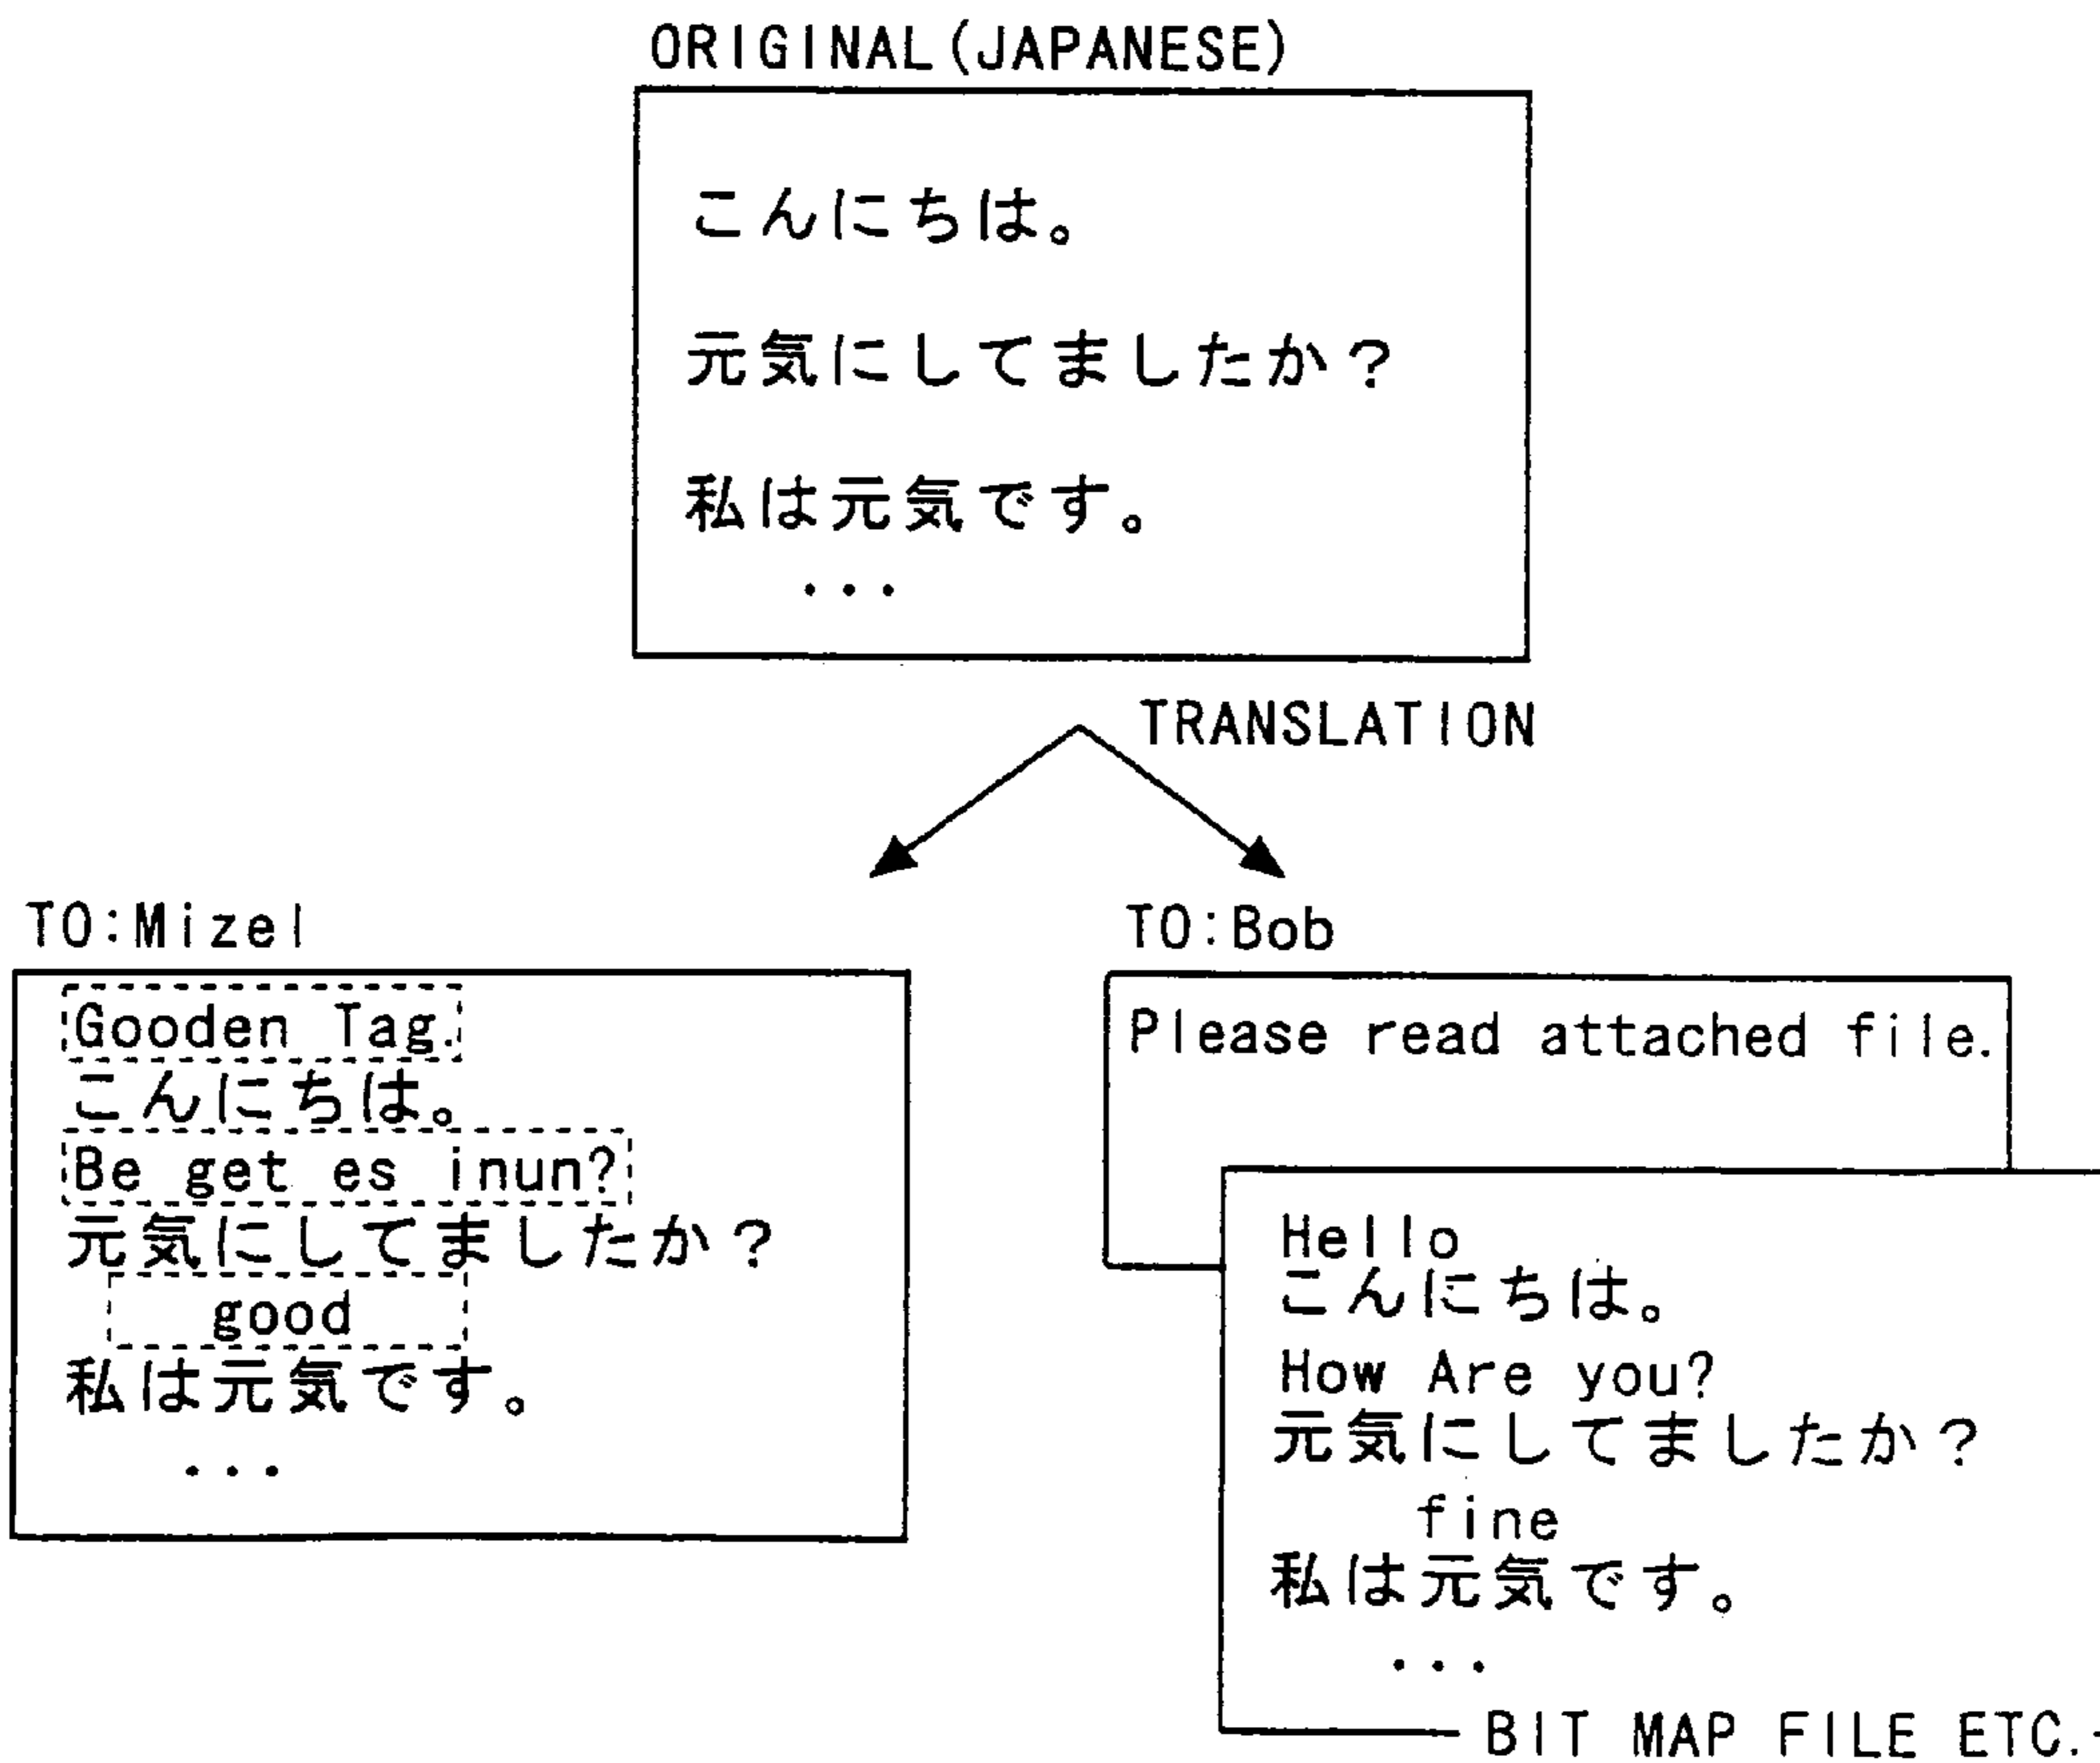 ORIGINAL(JAPANESE)
こんにちは。
元気にしてましたか?
私は元気です。
...
TRANSLATION
TO:Mizel
Gooden Tag.
こんにちは。
Be get es inun?
元気にしてましたか?
good
私は元気です。
...
TO:Bob
Please read attached file.
Hello
こんにちは。
How Are you?
元気にしてましたか?
fine
私は元気です。
...
BIT MAP FILE ETC.